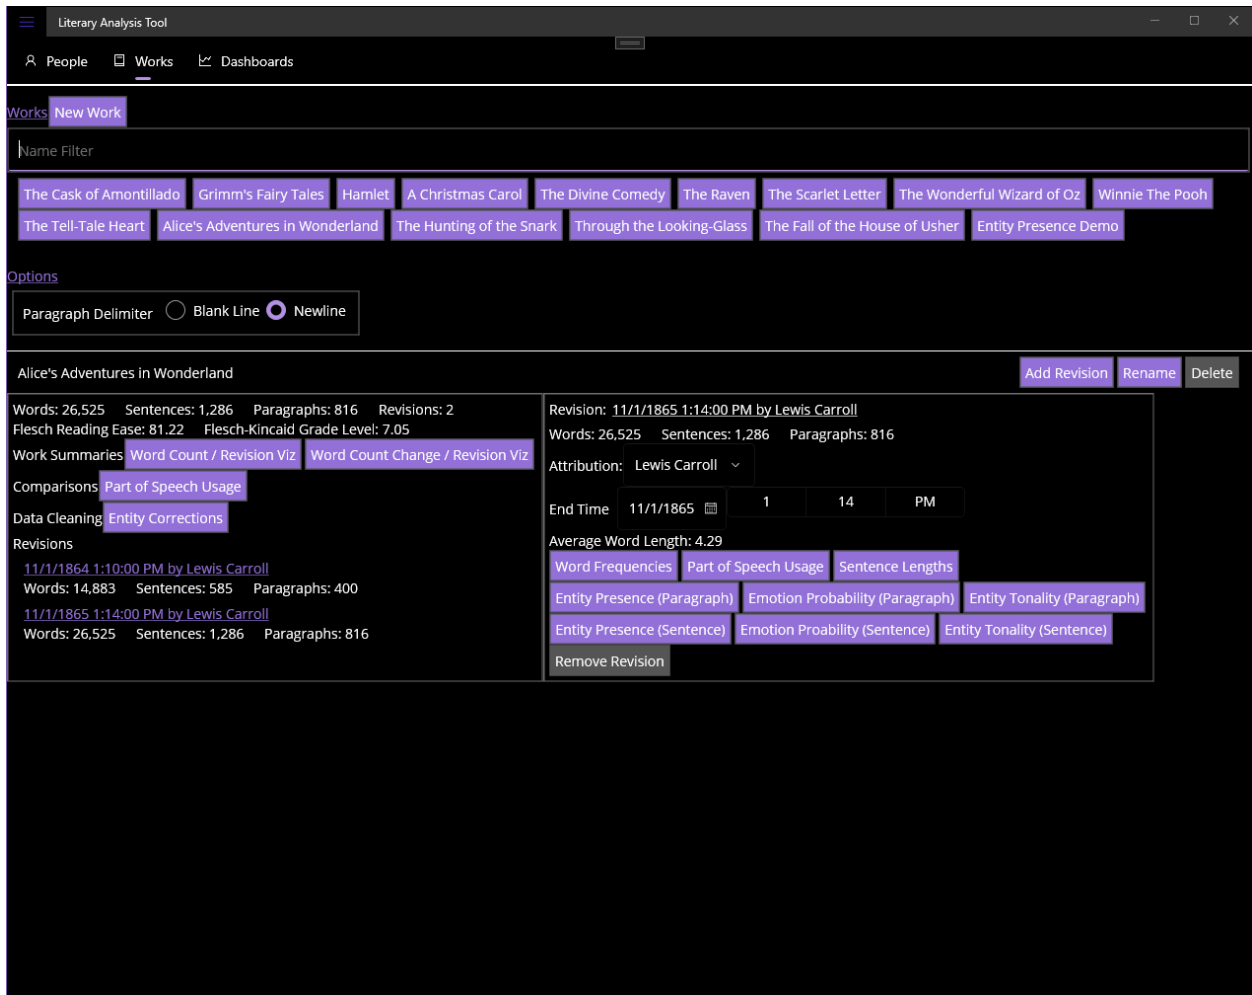 Literary Analysis Tool
People Works Dashboards
Works New Work
Name Filter
The Cask of Amontillado Grimm's Fairy Tales Hamlet A Christmas Carol The Divine Comedy The Raven The Scarlet Letter The Wonderful Wizard of Oz Winnie The Pooh
The Tell-Tale Heart Alice's Adventures in Wonderland The Hunting of the Snark Through the Looking-Glass The Fall of the House of Usher Entity Presence Demo
Options
Paragraph Delimiter Blank Line Newline
Alice's Adventures in Wonderland Add Revision Rename Delete
Words: 26,525 Sentences: 1,286 Paragraphs: 816 Revisions: 2
Flesch Reading Ease: 81.22 Flesch-Kincaid Grade Level: 7.05
Work Summaries Word Count / Revision Viz Word Count Change / Revision Viz
Comparisons Part of Speech Usage
Data Cleaning Entity Corrections
Revisions
11/1/1864 1:10:00 PM by Lewis Carroll
Words: 14,883 Sentences: 585 Paragraphs: 400
11/1/1865 1:14:00 PM by Lewis Carroll
Words: 26,525 Sentences: 1,286 Paragraphs: 816
Revision: 11/1/1865 1:14:00 PM by Lewis Carroll
Words: 26,525 Sentences: 1,286 Paragraphs: 816
Attribution: Lewis Carroll
End Time 11/1/1865 1 14 PM
Average Word Length: 4.29
Word Frequencies Part of Speech Usage Sentence Lengths
Entity Presence (Paragraph) Emotion Probability (Paragraph) Entity Tonality (Paragraph)
Entity Presence (Sentence) Emotion Proability (Sentence) Entity Tonality (Sentence)
Remove Revision